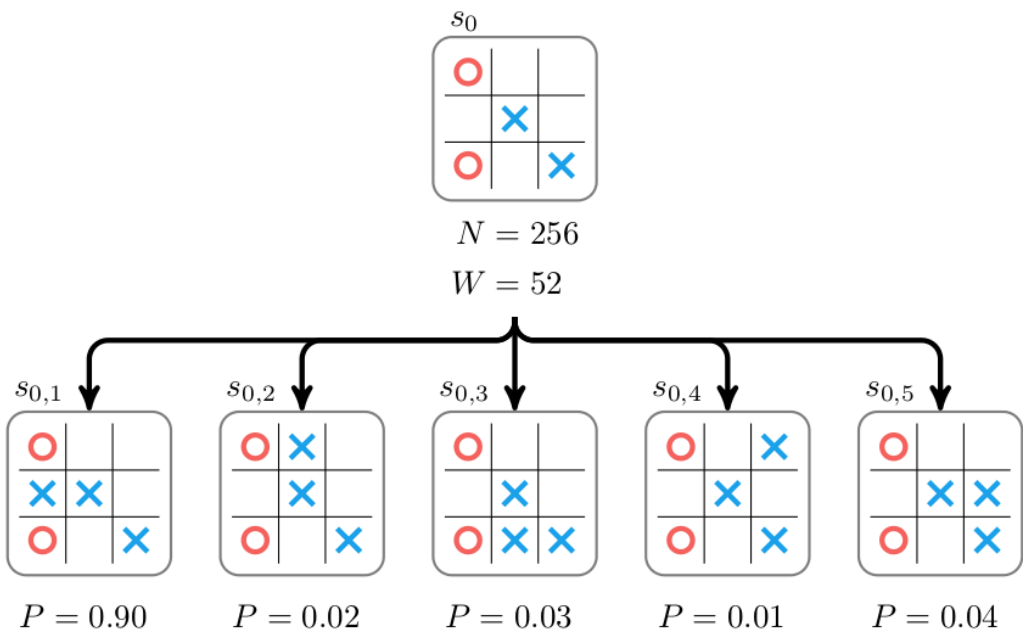 s_0
N = 256
W = 52
s_{0,1} s_{0,2} s_{0,3} s_{0,4} s_{0,5}
P = 0.90 P = 0.02 P = 0.03 P = 0.01 P = 0.04